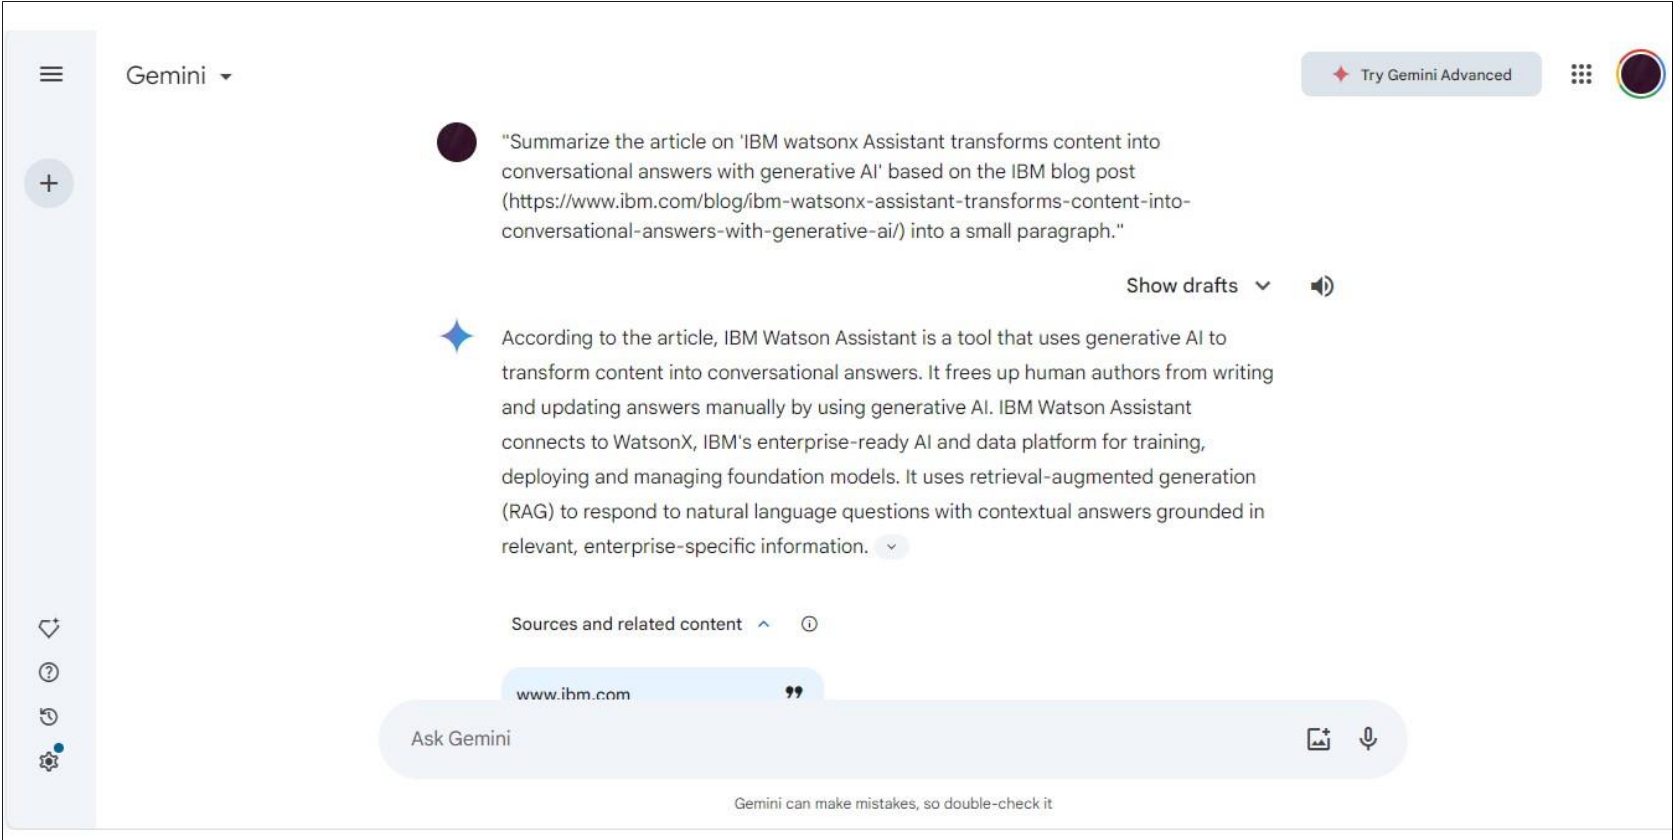 Gemini
Try Gemini Advanced
"Summarize the article on 'IBM watsonx Assistant transforms content into
conversational answers with generative AI' based on the IBM blog post
(https://www.ibm.com/blog/ibm-watsonx-assistant-transforms-content-into-
conversational-answers-with-generative-ai/) into a small paragraph."
Show drafts
According to the article, IBM Watson Assistant is a tool that uses generative AI to
transform content into conversational answers. It frees up human authors from writing
and updating answers manually by using generative AI. IBM Watson Assistant
connects to WatsonX, IBM's enterprise-ready AI and data platform for training,
deploying and managing foundation models. It uses retrieval-augmented generation
(RAG) to respond to natural language questions with contextual answers grounded in
relevant, enterprise-specific information.
Sources and related content
www.ibm.com
Ask Gemini
Gemini can make mistakes, so double-check it